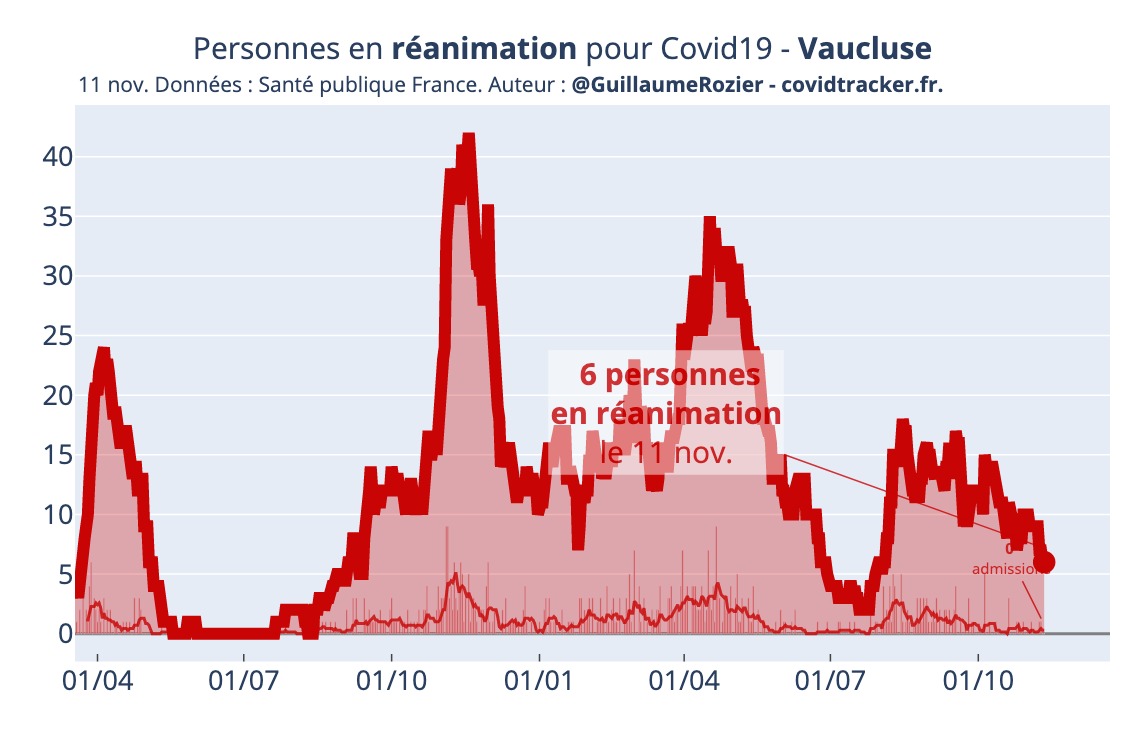 Personnes en réanimation pour Covid19 - Vaucluse
11 nov. Données : Santé publique France. Auteur : @GuillaumeRozier - covidtracker.fr.
40
35
30
25
20
15
10
5
0
6 personnes
en réanimation
le 11 nov.
0
admission
01/04
01/07
01/10
01/01
01/04
01/07
01/10